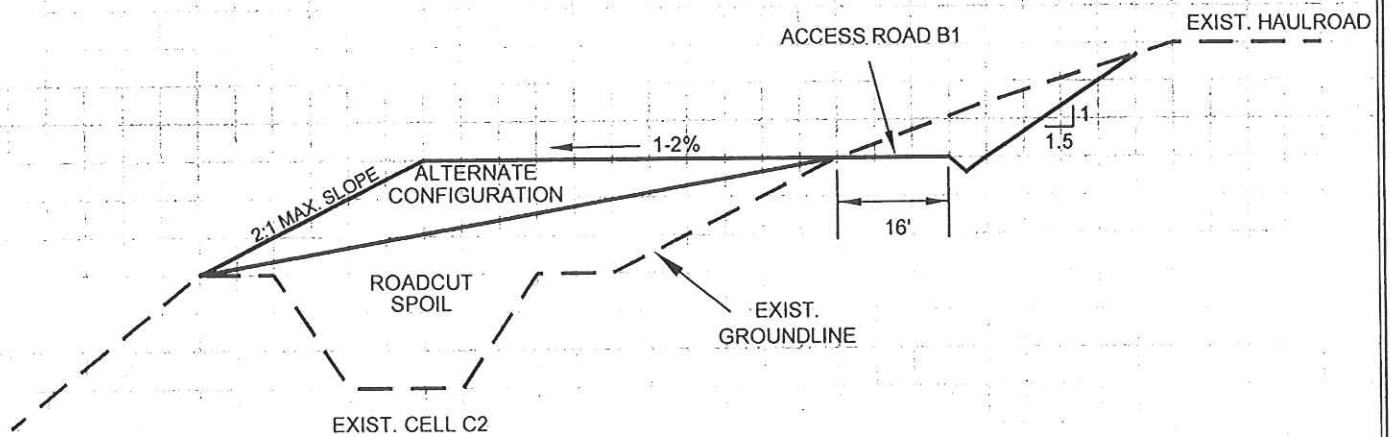 EXIST. HAULROAD
ACCESS ROAD B1
1
1.5
1-2%
ALTERNATE
CONFIGURATION
2:1 MAX. SLOPE
16'
ROADCUT
SPOIL
EXIST.
GROUNDLINE
EXIST. CELL C2